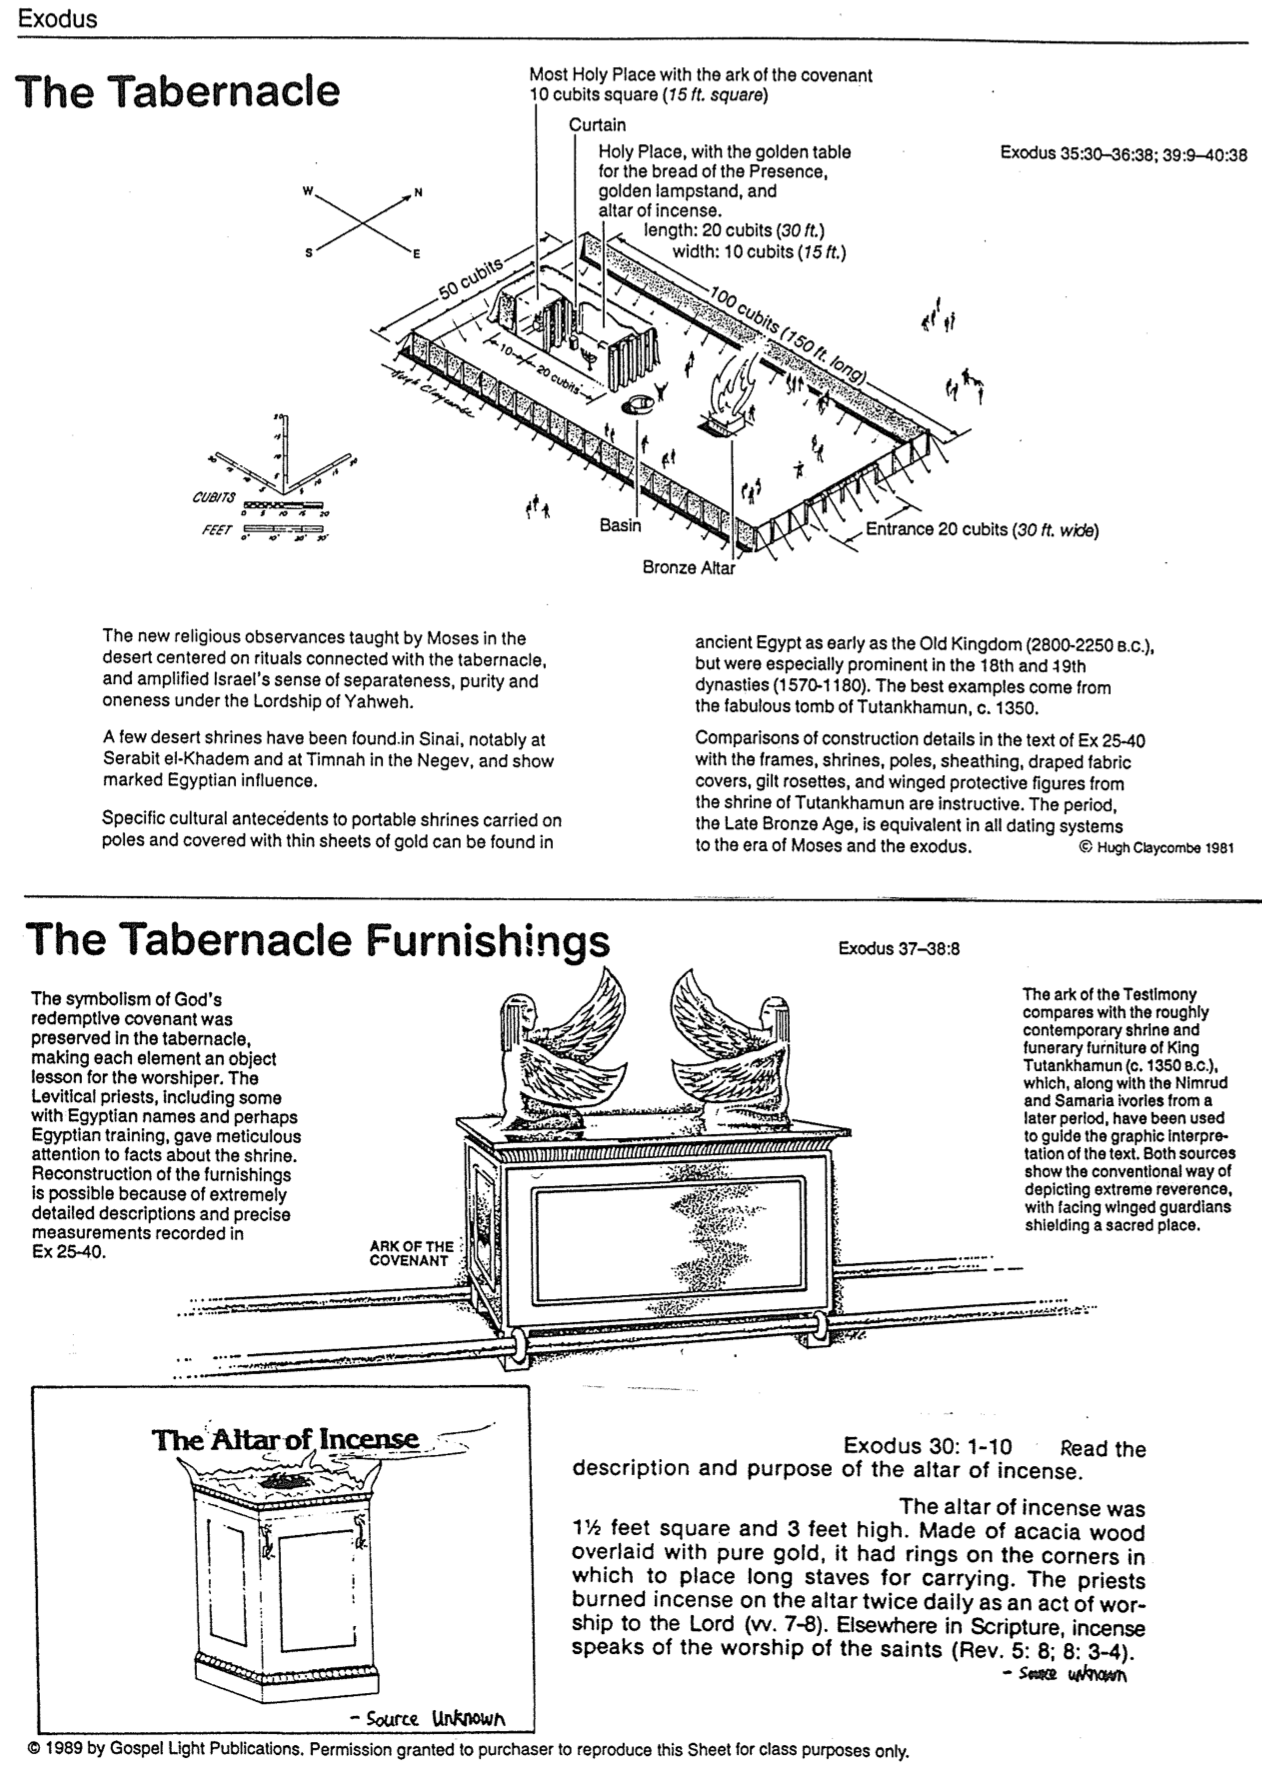 Exodus
The Tabernacle
Most Holy Place with the ark of the covenant
10 cubits square (15 ft. square)
Curtain
Holy Place, with the golden table
for the bread of the Presence,
golden lampstand, and
altar of incense.
length: 20 cubits (30 ft.)
width: 10 cubits (15 ft.)
Exodus 35:30–36:38; 39:9–40:38
W
N
S
E
50 cubits
100 cubits (150 ft. long)
10
20 cubits
Hugh Claycombe
CUBITS
0 5 10 15 20
FEET
0' 10' 20' 30'
Basin
Bronze Altar
Entrance 20 cubits (30 ft. wide)
The new religious observances taught by Moses in the
desert centered on rituals connected with the tabernacle,
and amplified Israel's sense of separateness, purity and
oneness under the Lordship of Yahweh.
A few desert shrines have been found in Sinai, notably at
Serabit el-Khadem and at Timnah in the Negev, and show
marked Egyptian influence.
Specific cultural antecedents to portable shrines carried on
poles and covered with thin sheets of gold can be found in
ancient Egypt as early as the Old Kingdom (2800-2250 B.C.),
but were especially prominent in the 18th and 19th
dynasties (1570-1180). The best examples come from
the fabulous tomb of Tutankhamun, c. 1350.
Comparisons of construction details in the text of Ex 25-40
with the frames, shrines, poles, sheathing, draped fabric
covers, gilt rosettes, and winged protective figures from
the shrine of Tutankhamun are instructive. The period,
the Late Bronze Age, is equivalent in all dating systems
to the era of Moses and the exodus.
© Hugh Claycombe 1981
The Tabernacle Furnishings
Exodus 37–38:8
The symbolism of God's
redemptive covenant was
preserved in the tabernacle,
making each element an object
lesson for the worshiper. The
Levitical priests, including some
with Egyptian names and perhaps
Egyptian training, gave meticulous
attention to facts about the shrine.
Reconstruction of the furnishings
is possible because of extremely
detailed descriptions and precise
measurements recorded in
Ex 25-40.
ARK OF THE
COVENANT
The ark of the Testimony
compares with the roughly
contemporary shrine and
funerary furniture of King
Tutankhamun (c. 1350 B.C.),
which, along with the Nimrud
and Samaria ivories from a
later period, have been used
to guide the graphic interpre-
tation of the text. Both sources
show the conventional way of
depicting extreme reverence,
with facing winged guardians
shielding a sacred place.
The Altar of Incense
- Source Unknown
Exodus 30: 1-10 Read the
description and purpose of the altar of incense.
The altar of incense was
1½ feet square and 3 feet high. Made of acacia wood
overlaid with pure gold, it had rings on the corners in
which to place long staves for carrying. The priests
burned incense on the altar twice daily as an act of wor-
ship to the Lord (vv. 7-8). Elsewhere in Scripture, incense
speaks of the worship of the saints (Rev. 5: 8; 8: 3-4).
- Source unknown
© 1989 by Gospel Light Publications. Permission granted to purchaser to reproduce this Sheet for class purposes only.